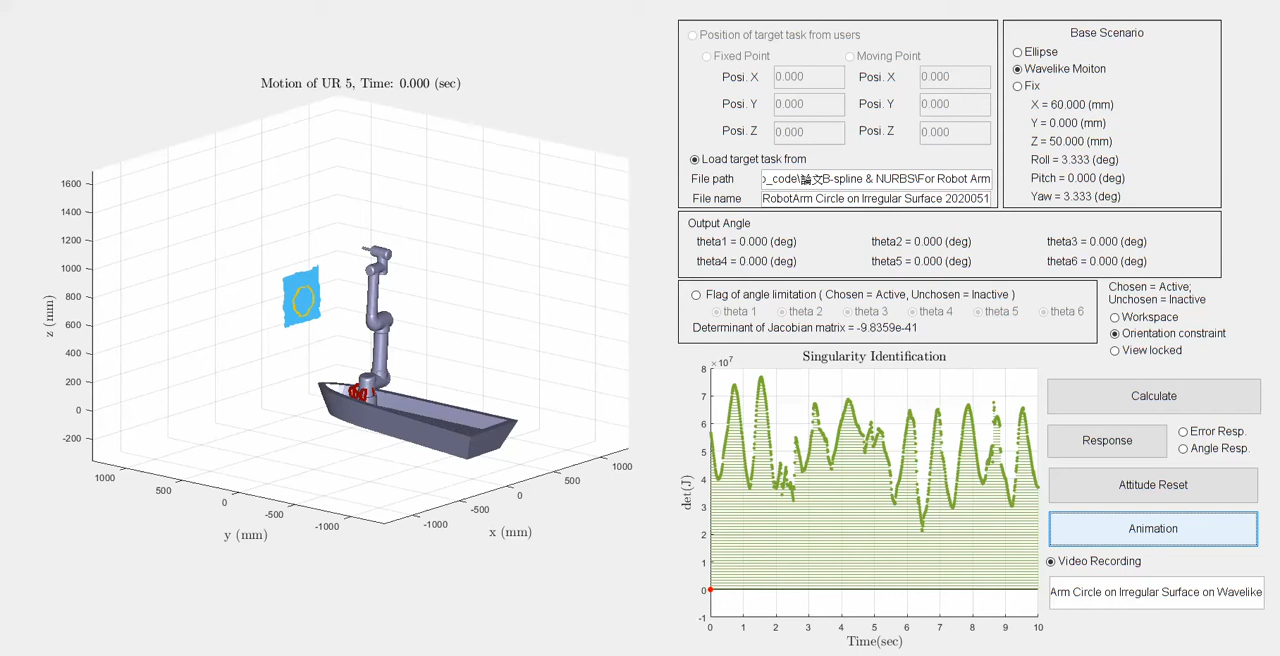 Motion of UR 5, Time: 0.000 (sec)
1600
1400
1200
1000
800
600
400
200
0
-200
z (mm)
1000
500
0
-500
-1000
y (mm)
-1000
-500
0
500
1000
x (mm)
Position of target task from users
Fixed Point
Moving Point
Posi. X 0.000 Posi. X 0.000
Posi. Y 0.000 Posi. Y 0.000
Posi. Z 0.000 Posi. Z 0.000
Load target task from
File path _code\論文B-spline & NURBS\For Robot Arm
File name RobotArm Circle on Irregular Surface 2020051
Base Scenario
Ellipse
Wavelike Moiton
Fix
X = 60.000 (mm)
Y = 0.000 (mm)
Z = 50.000 (mm)
Roll = 3.333 (deg)
Pitch = 0.000 (deg)
Yaw = 3.333 (deg)
Output Angle
theta1 = 0.000 (deg) theta2 = 0.000 (deg) theta3 = 0.000 (deg)
theta4 = 0.000 (deg) theta5 = 0.000 (deg) theta6 = 0.000 (deg)
Flag of angle limitation ( Chosen = Active, Unchosen = Inactive )
theta 1 theta 2 theta 3 theta 4 theta 5 theta 6
Determinant of Jacobian matrix = -9.8359e-41
Chosen = Active;
Unchosen = Inactive
Workspace
Orientation constraint
View locked
Singularity Identification
×10⁷
8
7
6
5
4
3
2
1
0
-1
det(J)
0 1 2 3 4 5 6 7 8 9 10
Time(sec)
Calculate
Response
Error Resp.
Angle Resp.
Attitude Reset
Animation
Video Recording
Arm Circle on Irregular Surface on Wavelike